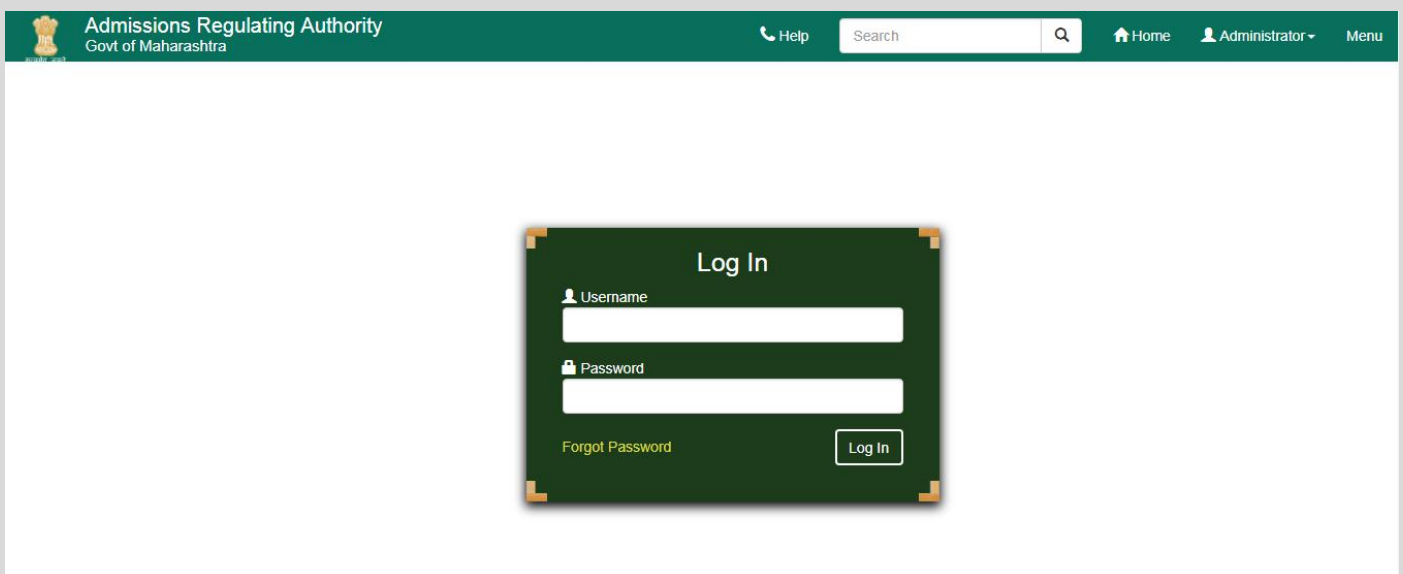 Admissions Regulating Authority
Govt of Maharashtra
Help
Search
Home
Administrator
Menu
Log In
Username
Password
Forgot Password
Log In